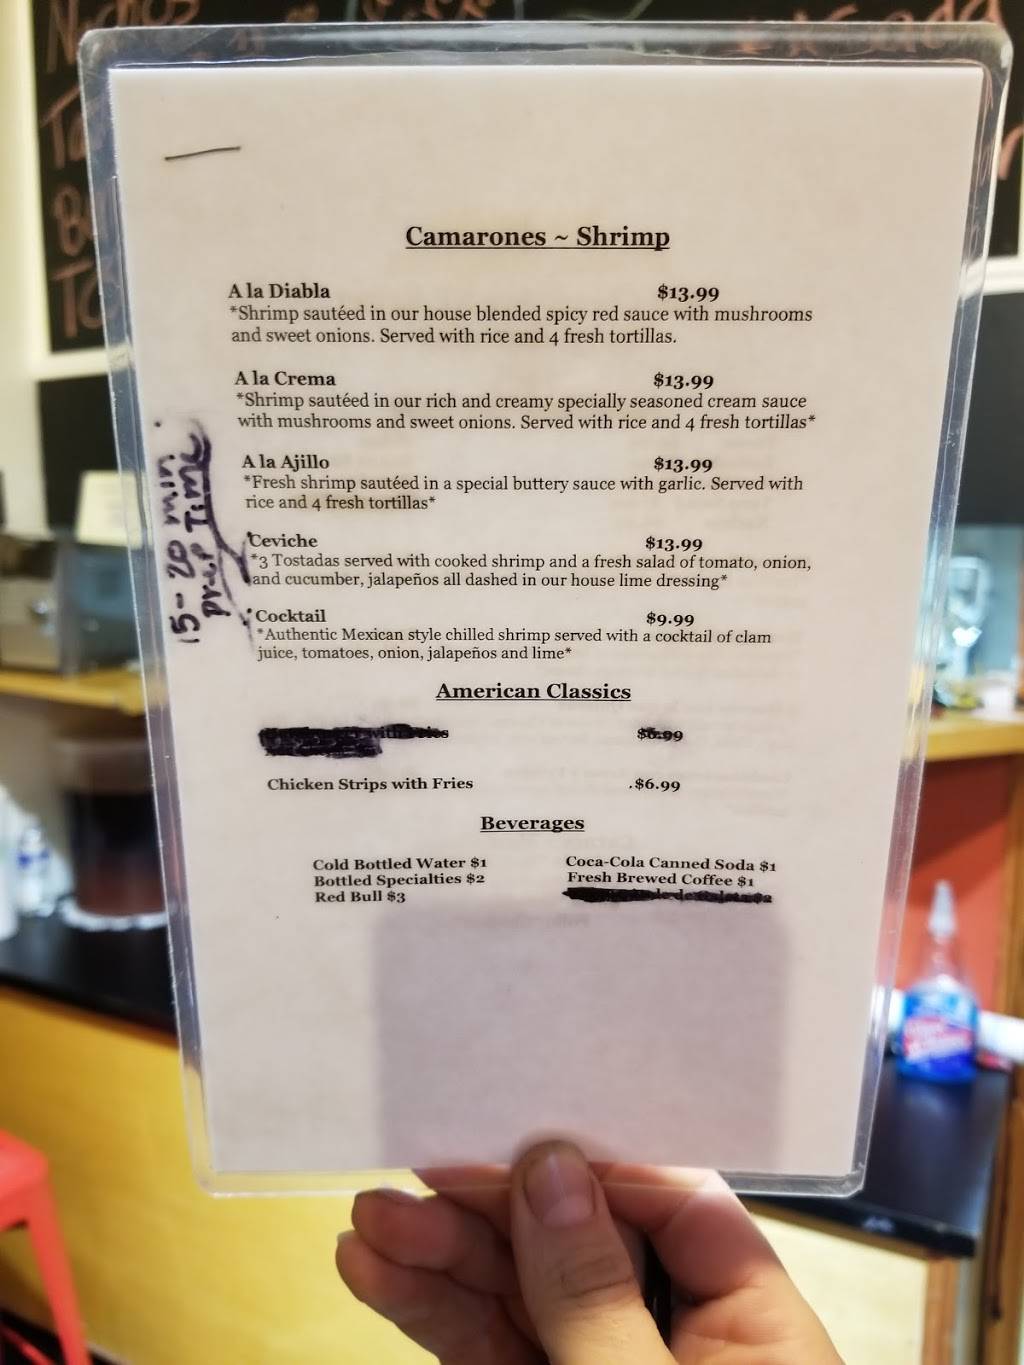 Camarones ~ Shrimp
A la Diabla $13.99
*Shrimp sautéed in our house blended spicy red sauce with mushrooms
and sweet onions. Served with rice and 4 fresh tortillas.
A la Crema $13.99
*Shrimp sautéed in our rich and creamy specially seasoned cream sauce
with mushrooms and sweet onions. Served with rice and 4 fresh tortillas*
A la Ajillo $13.99
*Fresh shrimp sautéed in a special buttery sauce with garlic. Served with
rice and 4 fresh tortillas*
15-20 min
prep Time
Ceviche $13.99
*3 Tostadas served with cooked shrimp and a fresh salad of tomato, onion,
and cucumber, jalapeños all dashed in our house lime dressing*
Cocktail $9.99
*Authentic Mexican style chilled shrimp served with a cocktail of clam
juice, tomatoes, onion, jalapeños and lime*
American Classics
with Fries $6.99
Chicken Strips with Fries .$6.99
Beverages
Cold Bottled Water $1 Coca-Cola Canned Soda $1
Bottled Specialties $2 Fresh Brewed Coffee $1
Red Bull $3